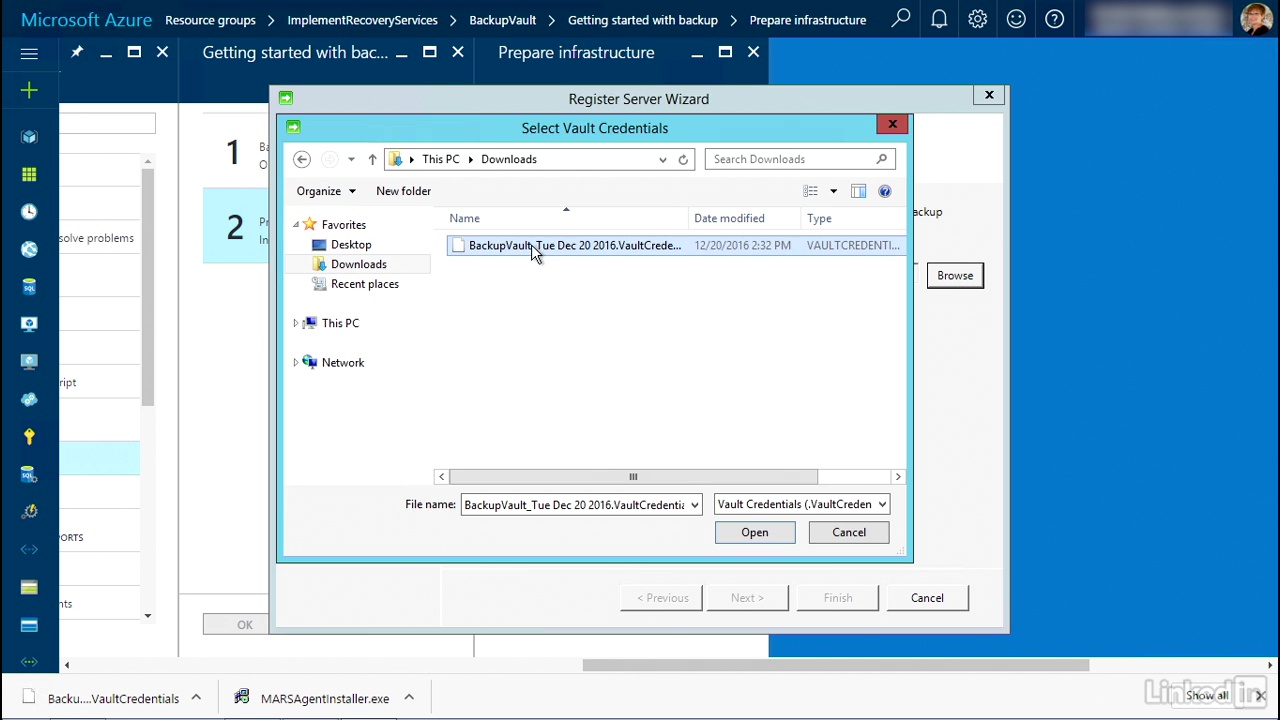 Microsoft Azure Resource groups ImplementRecoveryServices BackupVault Getting started with backup Prepare infrastructure
Getting started with bac... Prepare infrastructure
Register Server Wizard
Select Vault Credentials
This PC Downloads Search Downloads
Organize New folder
Name Date modified Type
Favorites
Desktop
Downloads
Recent places
This PC
Network
BackupVault_Tue Dec 20 2016.VaultCrede... 12/20/2016 2:32 PM VAULTCREDENTI...
File name: BackupVault_Tue Dec 20 2016.VaultCredentia Vault Credentials (.VaultCreden
Open Cancel
1 Ba
2 Pr
In
olve problems
ript
PORTS
nts
ackup
Browse
< Previous Next > Finish Cancel
OK
Backu....VaultCredentials MARSAgentInstaller.exe
Show all
Linked in